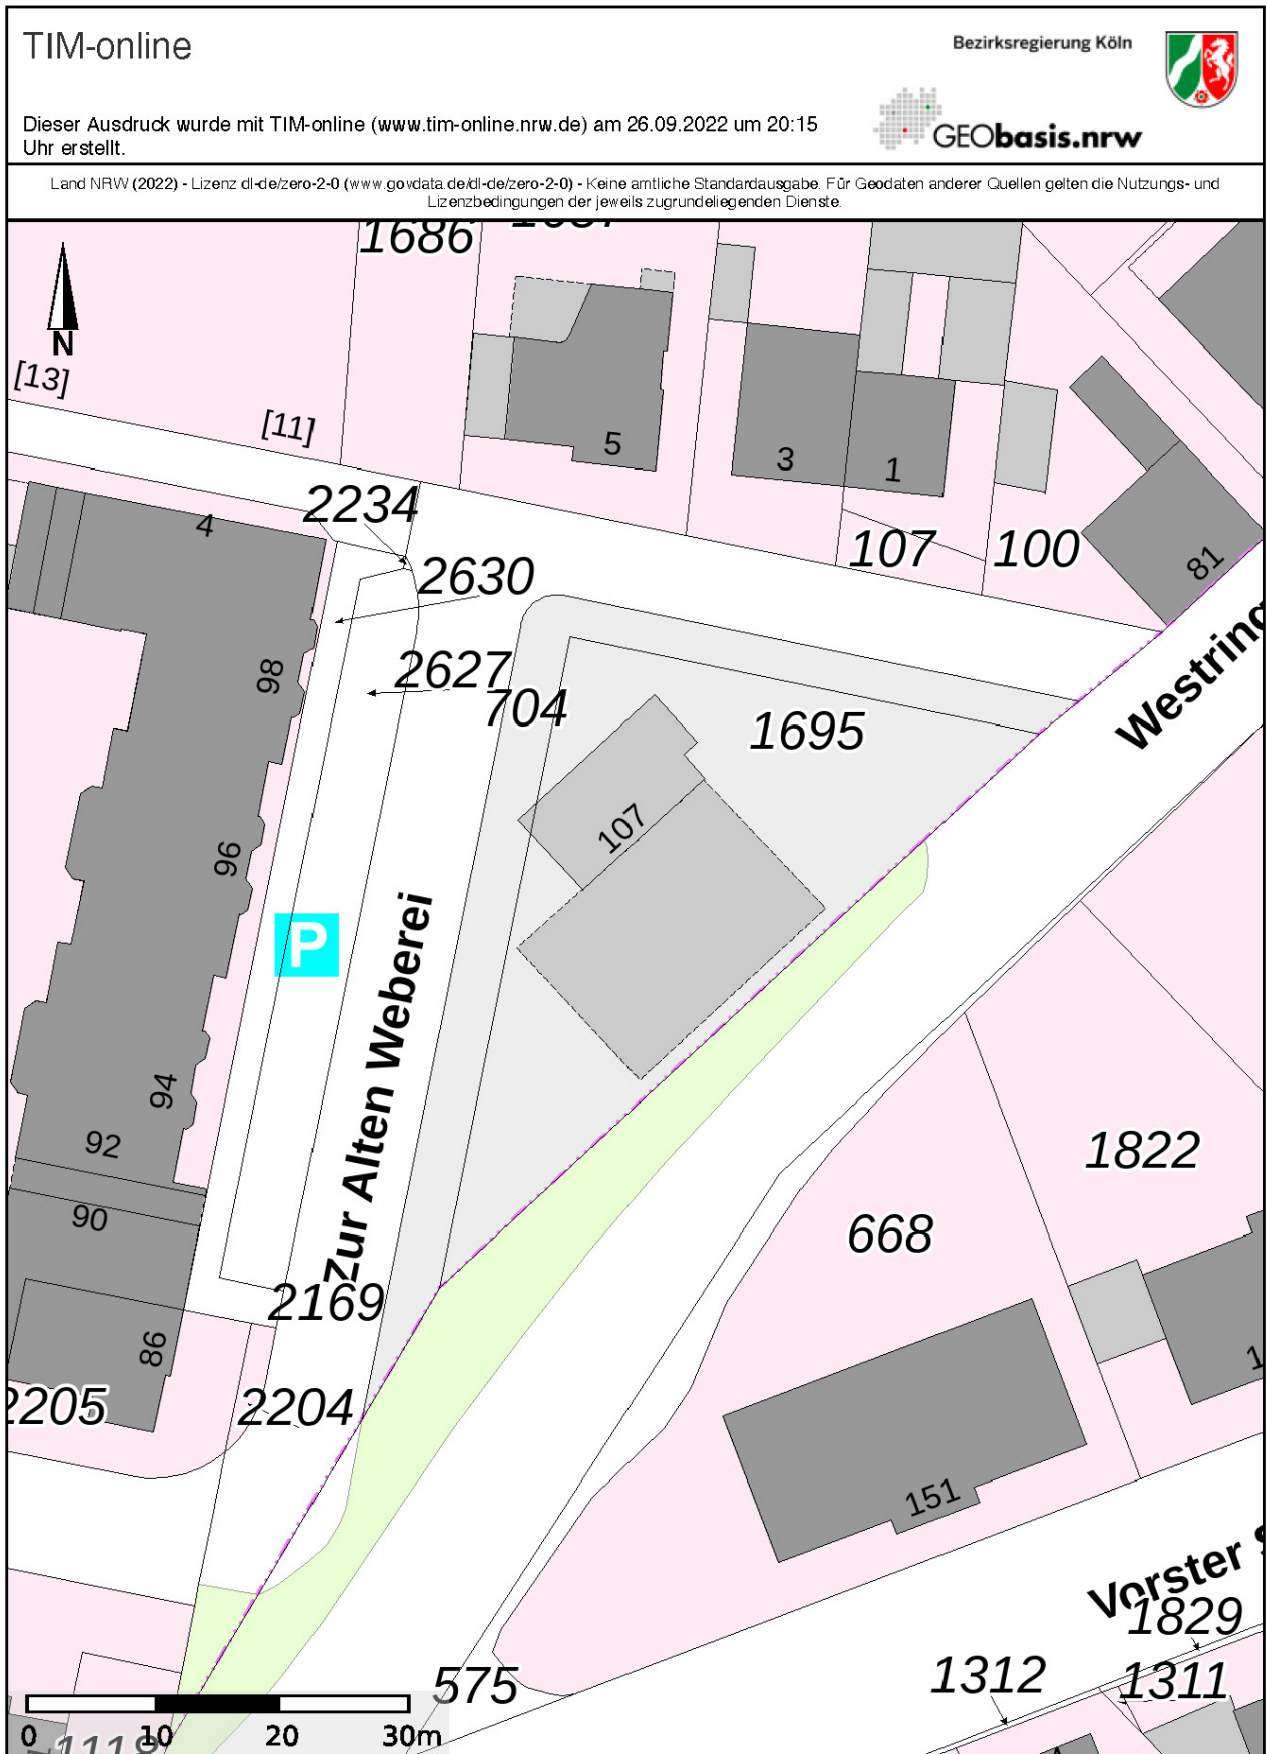 TIM-online
Bezirksregierung Köln
Dieser Ausdruck wurde mit TIM-online (www.tim-online.nrw.de) am 26.09.2022 um 20:15
Uhr erstellt.
GEObasis.nrw
Land NRW (2022) - Lizenz dl-de/zero-2-0 (www.govdata.de/dl-de/zero-2-0) - Keine amtliche Standardausgabe. Für Geodaten anderer Quellen gelten die Nutzungs- und
Lizenzbedingungen der jeweils zugrundeliegenden Dienste.
1686
N
[13]
[11]
5
3
1
2234
4
107
100
81
2630
Westring
98
2627
704
1695
107
96
P
Zur Alten Weberei
94
92
1822
90
668
2169
86
2205
2204
151
Vorster
1829
575
1312
1311
0 10 20 30m
1118